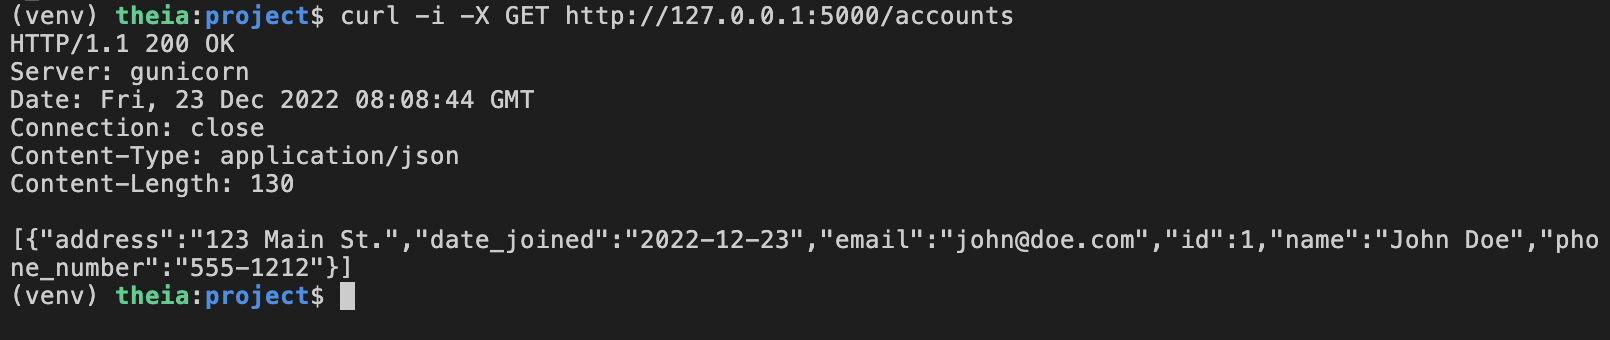 (venv) theia:project$ curl -i -X GET http://127.0.0.1:5000/accounts
HTTP/1.1 200 OK
Server: gunicorn
Date: Fri, 23 Dec 2022 08:08:44 GMT
Connection: close
Content-Type: application/json
Content-Length: 130

[{"address":"123 Main St.","date_joined":"2022-12-23","email":"john@doe.com","id":1,"name":"John Doe","pho
ne_number":"555-1212"}]
(venv) theia:project$